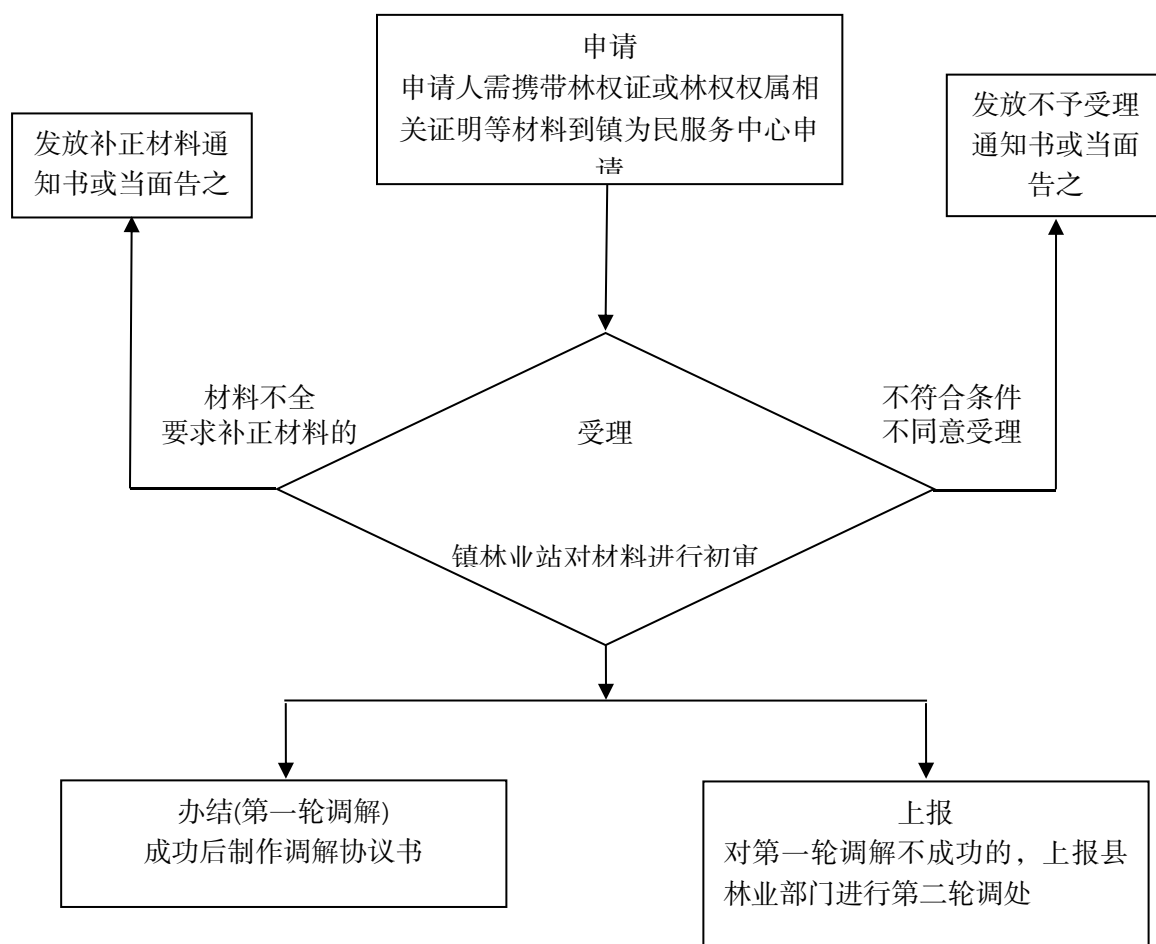 申请
申请人需携带林权证或林权权属相
关证明等材料到镇为民服务中心申
请
发放补正材料通
知书或当面告之
发放不予受理
通知书或当面
告之
材料不全
要求补正材料的
受理
不符合条件
不同意受理
镇林业站对材料进行初审
办结(第一轮调解)
成功后制作调解协议书
上报
对第一轮调解不成功的，上报县
林业部门进行第二轮调处